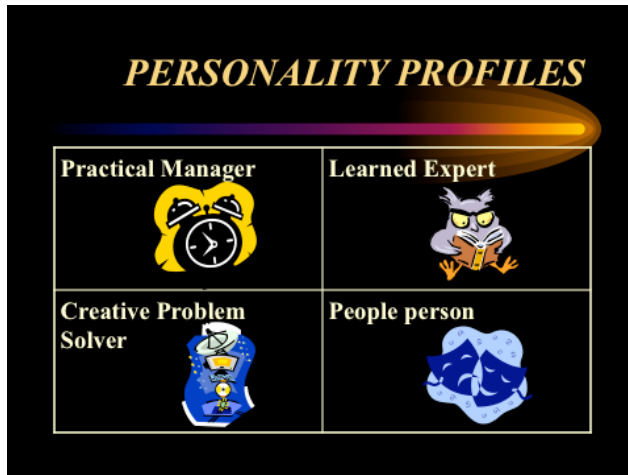 PERSONALITY PROFILES
Practical Manager
Learned Expert
Creative Problem
Solver
People person